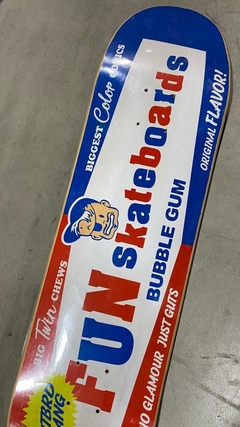 BIGGEST Color COMICS
ORIGINAL FLAVOR!
FUN skateboards
BUBBLE GUM
BIG Twin CHEWS
NO GLAMOUR JUST GUTS